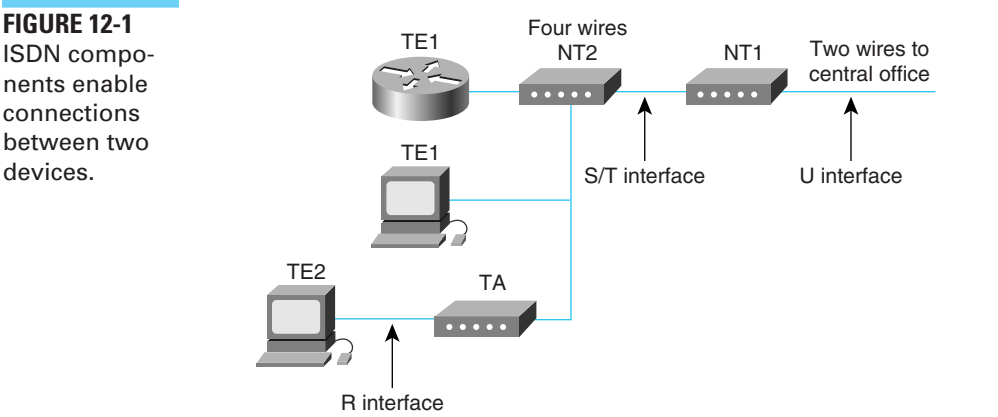 FIGURE 12-1
ISDN compo-
nents enable
connections
between two
devices.
TE1
Four wires
NT2
NT1
Two wires to
central office
TE1
S/T interface
U interface
TE2
TA
R interface